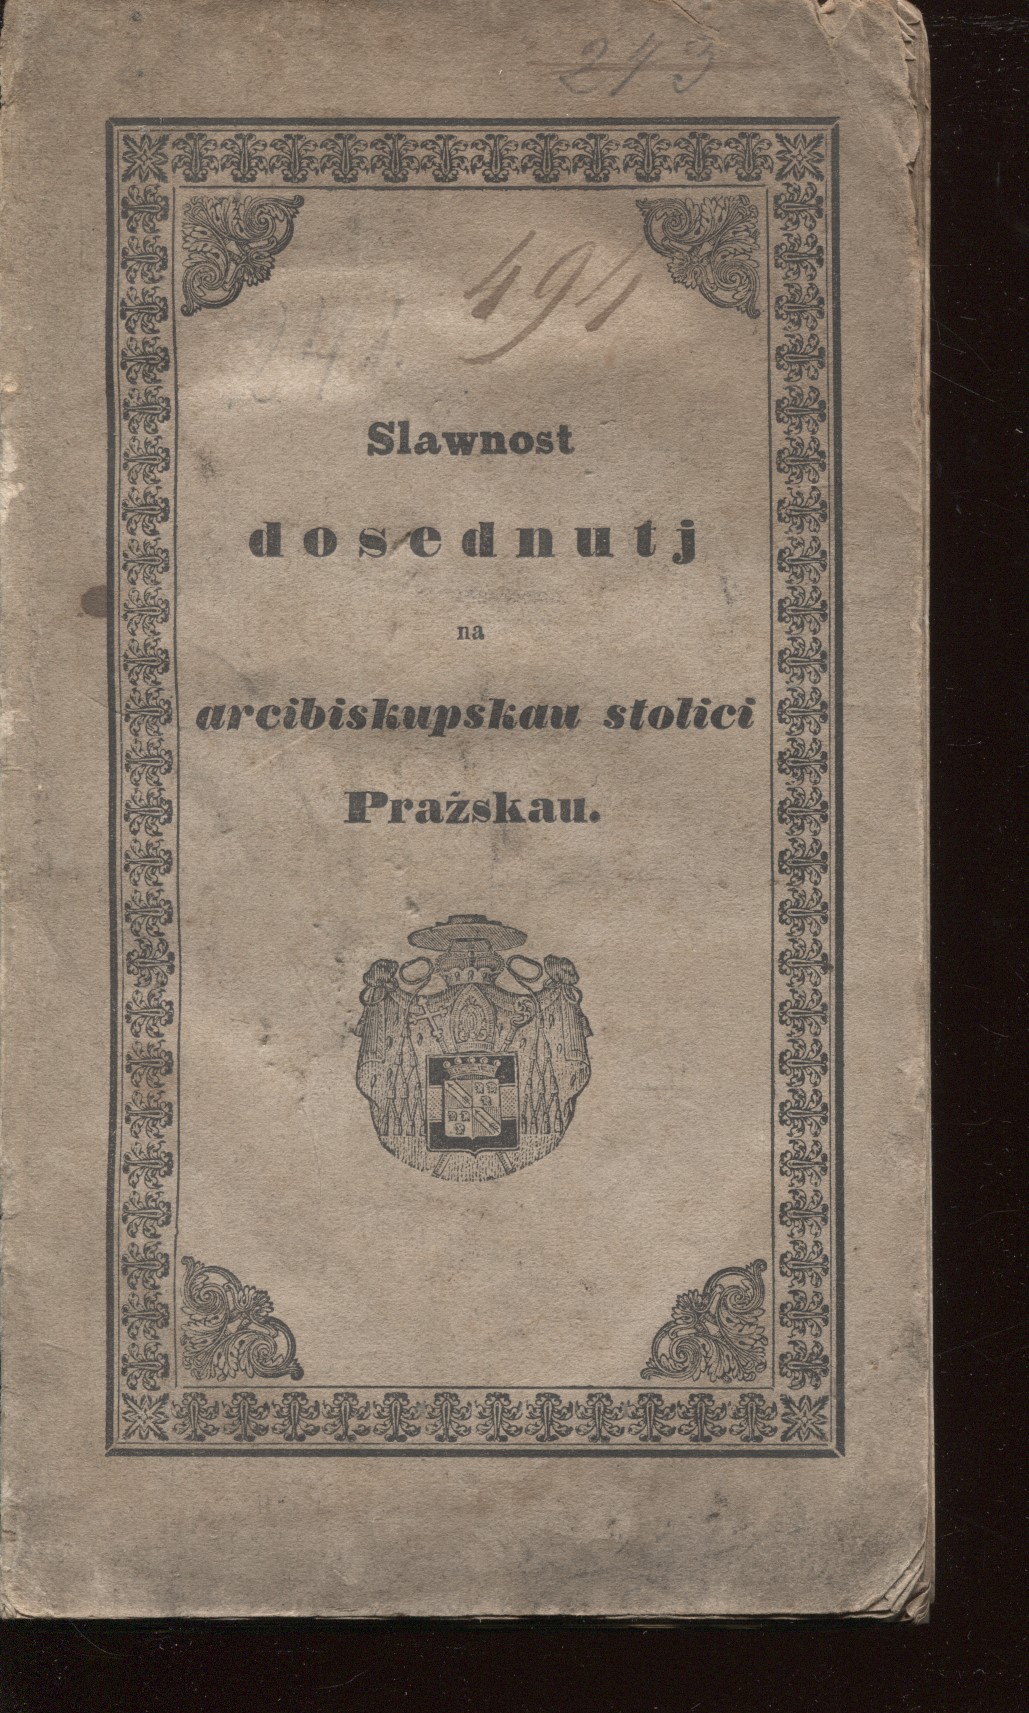 243
494
Slawnost
dosednutj
na
arcibiskupskau stolici
Pražskau.